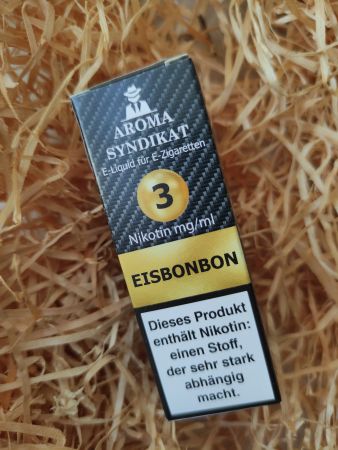 AROMA
SYNDIKAT
E-Liquid für E-Zigaretten
3
Nikotin mg/ml
EISBONBON
Dieses Produkt
enthält Nikotin:
einen Stoff,
der sehr stark
abhängig
macht.